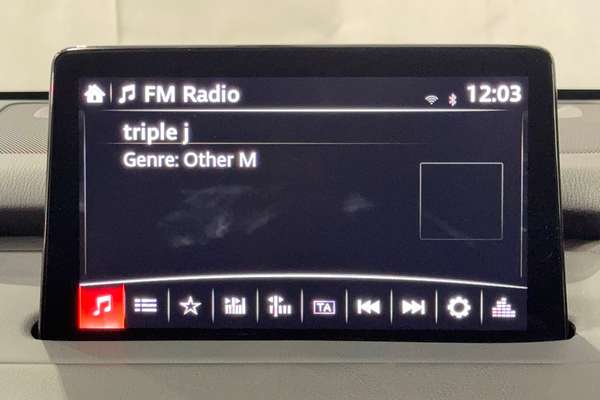 FM Radio 12:03
triple j
Genre: Other M
TA